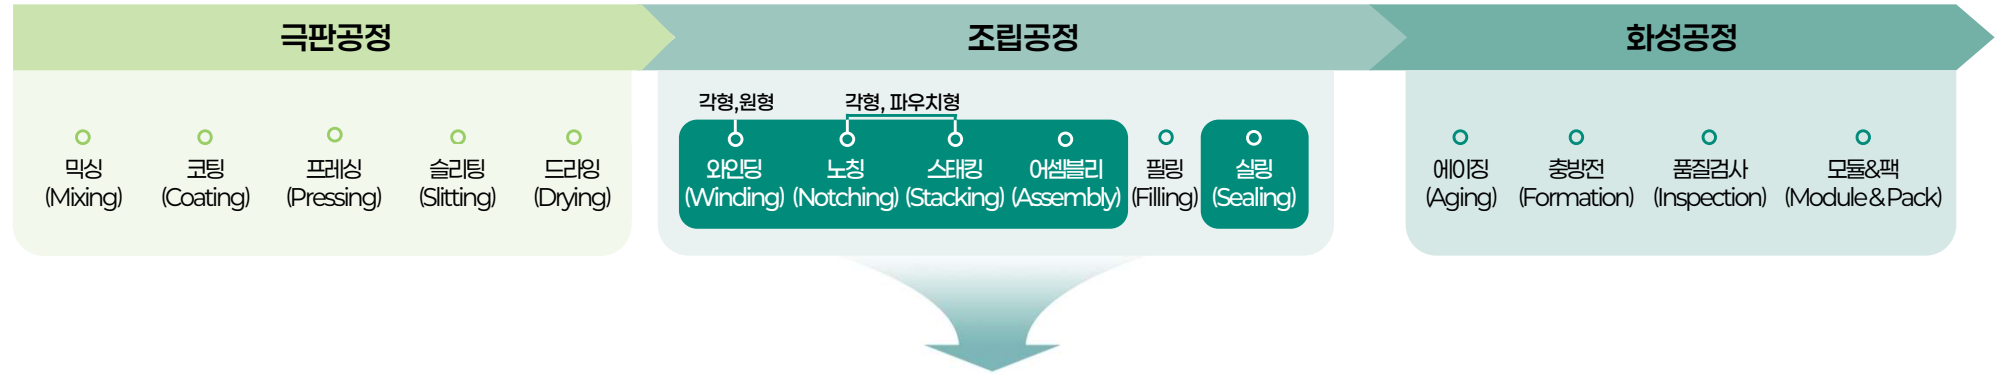 극판공정
조립공정
화성공정
각형,원형
각형, 파우치형
믹싱
(Mixing)
코팅
(Coating)
프레싱
(Pressing)
슬리팅
(Slitting)
드라잉
(Drying)
와인딩
(Winding)
노칭
(Notching)
스태킹
(Stacking)
어셈블리
(Assembly)
필링
(Filling)
실링
(Sealing)
에이징
(Aging)
충방전
(Formation)
품질검사
(Inspection)
모듈&팩
(Module & Pack)